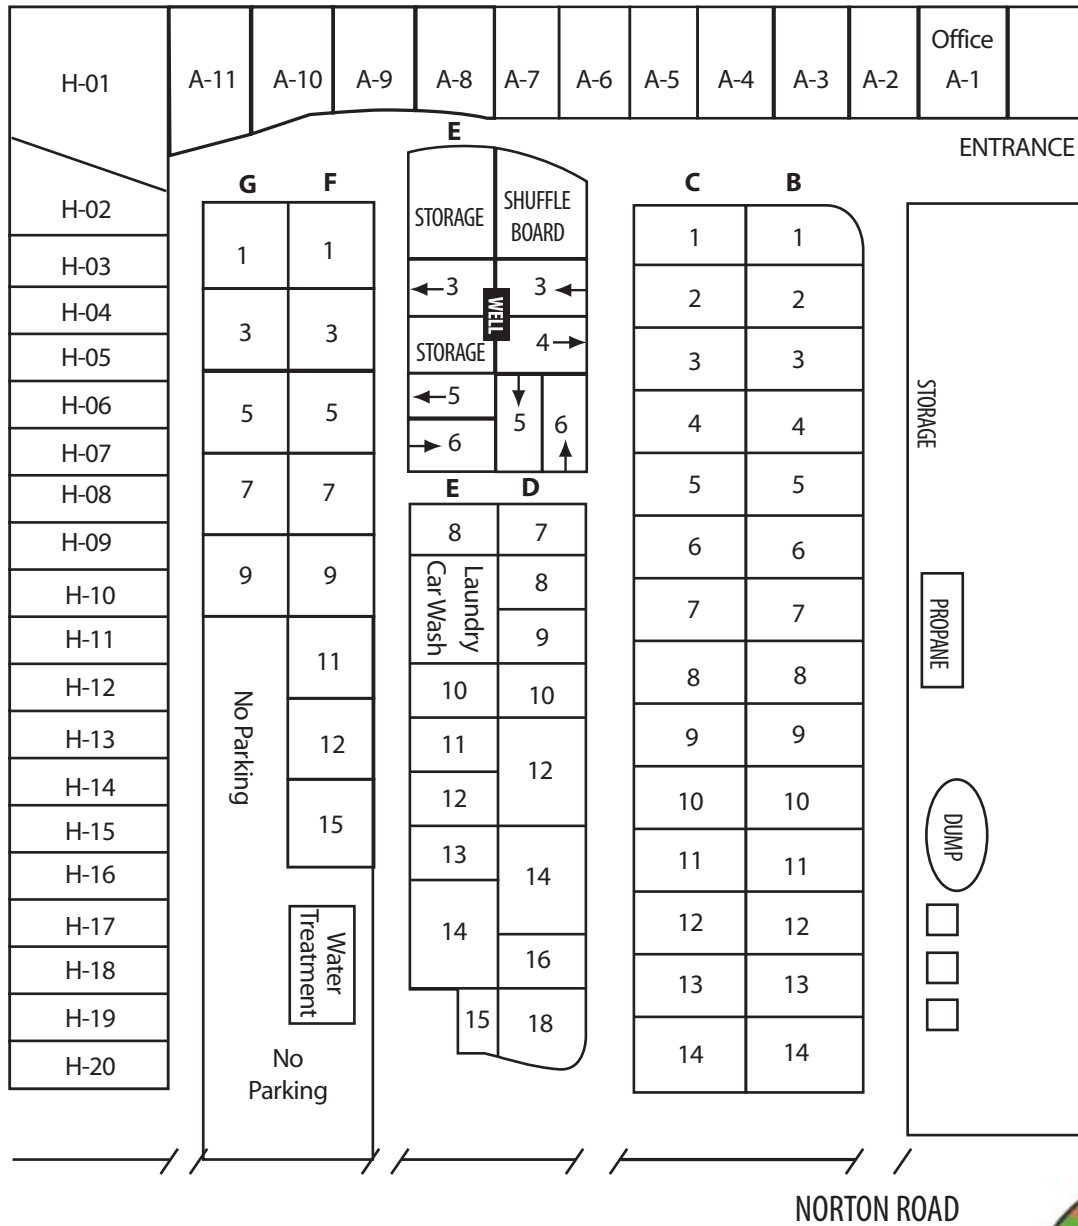 Office
H-01
A-11
A-10
A-9
A-8
A-7
A-6
A-5
A-4
A-3
A-2
A-1
ENTRANCE
H-02
H-03
H-04
H-05
H-06
H-07
H-08
H-09
H-10
H-11
H-12
H-13
H-14
H-15
H-16
H-17
H-18
H-19
H-20
G
1
3
5
7
9
No Parking
F
1
3
5
7
9
11
12
15
Water
Treatment
No
Parking
E
STORAGE
SHUFFLE
BOARD
3
3
WELL
STORAGE
4
5
6
5
6
E
8
Laundry
Car Wash
10
11
12
13
14
15
D
7
8
9
10
12
14
16
18
C
1
2
3
4
5
6
7
8
9
10
11
12
13
14
B
1
2
3
4
5
6
7
8
9
10
11
12
13
14
STORAGE
PROPANE
DUMP
NORTON ROAD